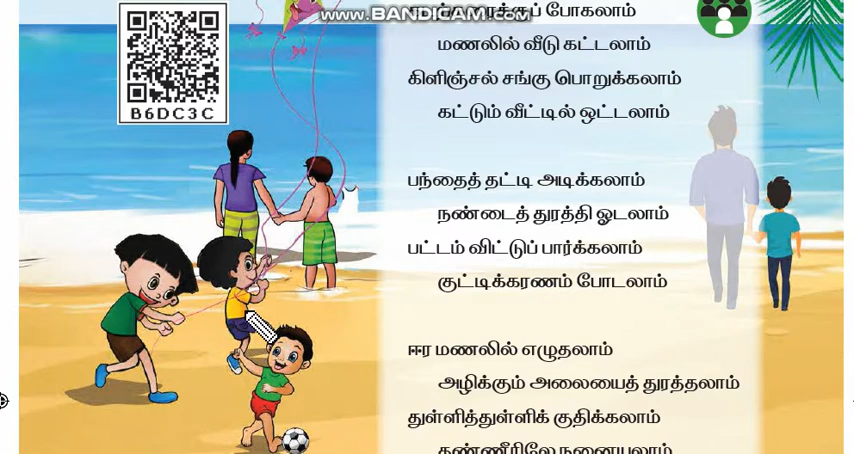 www.BANDICAM.com
போகலாம்
மணலில் வீடு கட்டலாம்
கிளிஞ்சல் சங்கு பொறுக்கலாம்
கட்டும் வீட்டில் ஒட்டலாம்
B6DC3C
பந்தைத் தட்டி அடிக்கலாம்
நண்டைத் துரத்தி ஓடலாம்
பட்டம் விட்டுப் பார்க்கலாம்
குட்டிக்கரணம் போடலாம்
ஈர மணலில் எழுதலாம்
அழிக்கும் அலையைத் துரத்தலாம்
துள்ளித்துள்ளிக் குதிக்கலாம்